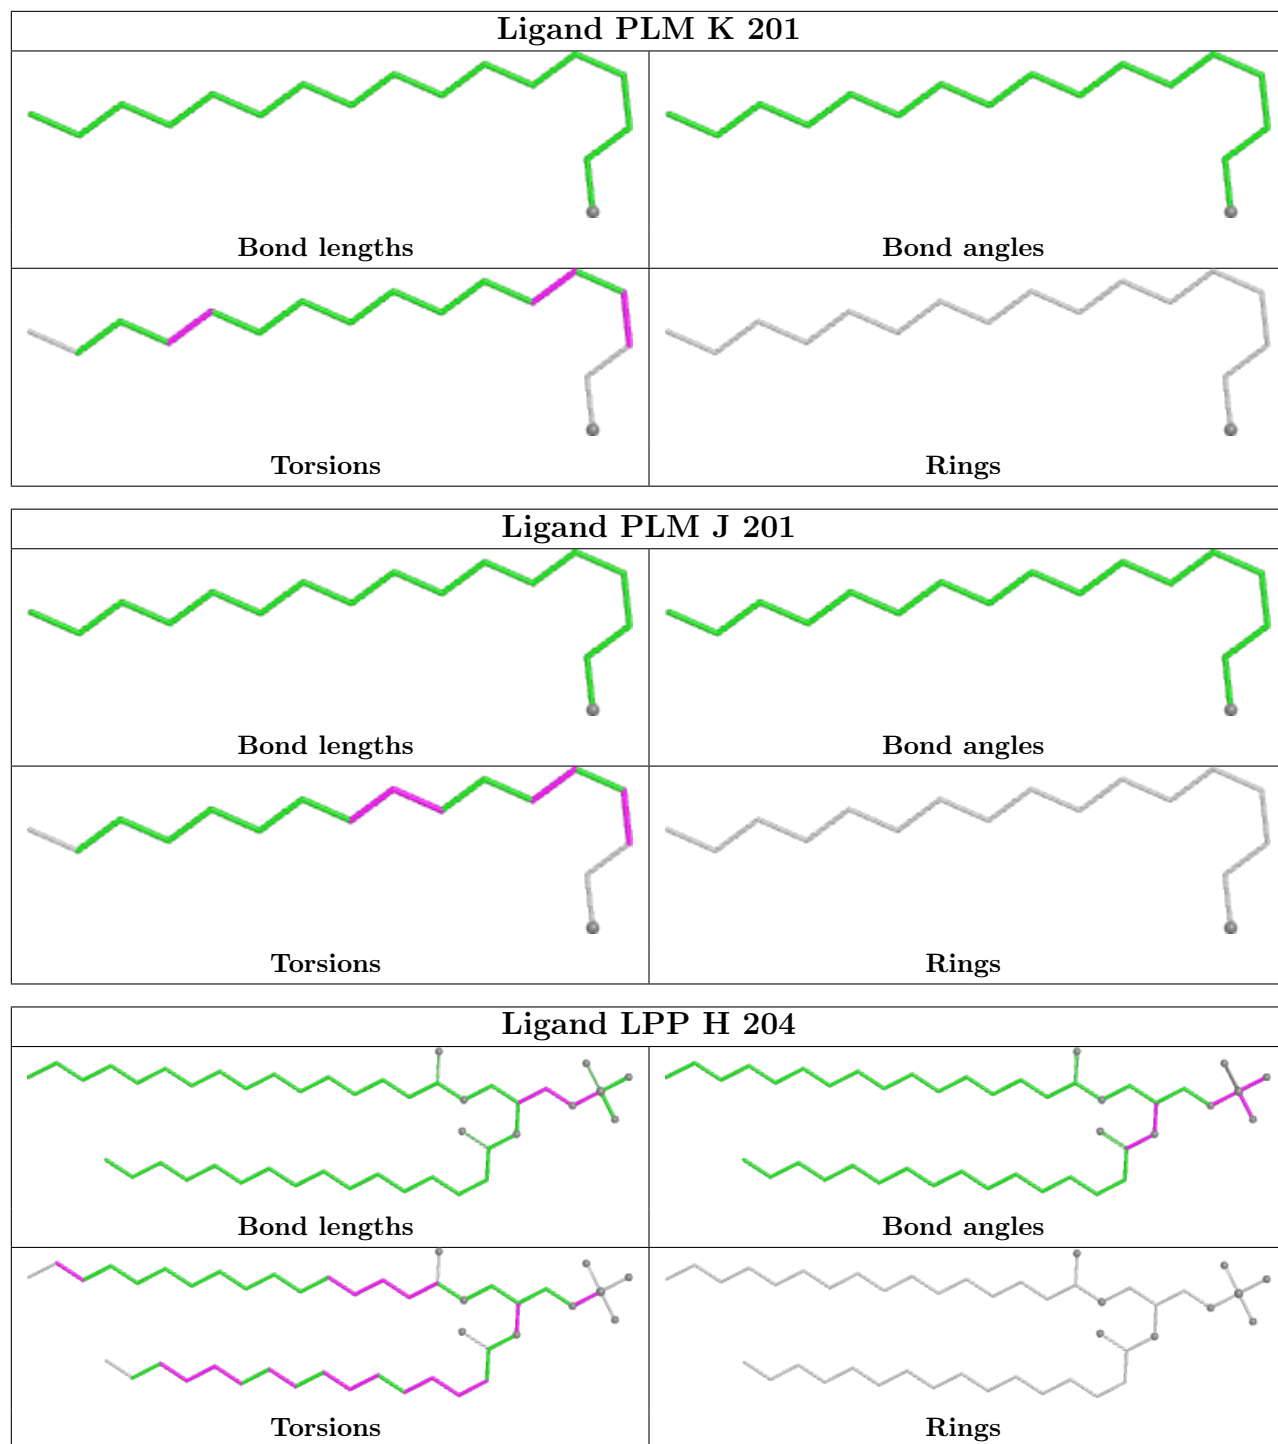 Ligand PLM K 201
Bond lengths
Bond angles
Torsions
Rings
Ligand PLM J 201
Bond lengths
Bond angles
Torsions
Rings
Ligand LPP H 204
Bond lengths
Bond angles
Torsions
Rings